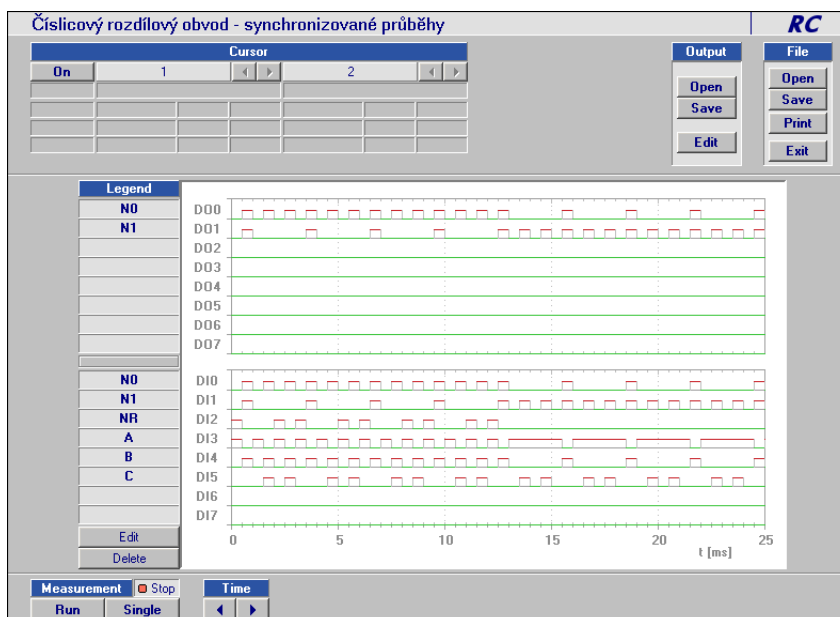 Číslicový rozdílový obvod - synchronizované průběhy
RC
Cursor
On 1 2
Output
Open
Save
Edit
File
Open
Save
Print
Exit
Legend
N0
N1
N0
N1
NR
A
B
C
Edit
Delete
DO0
DO1
DO2
DO3
DO4
DO5
DO6
DO7
DI0
DI1
DI2
DI3
DI4
DI5
DI6
DI7
0 5 10 15 20 25
t [ms]
Measurement Stop
Run Single
Time